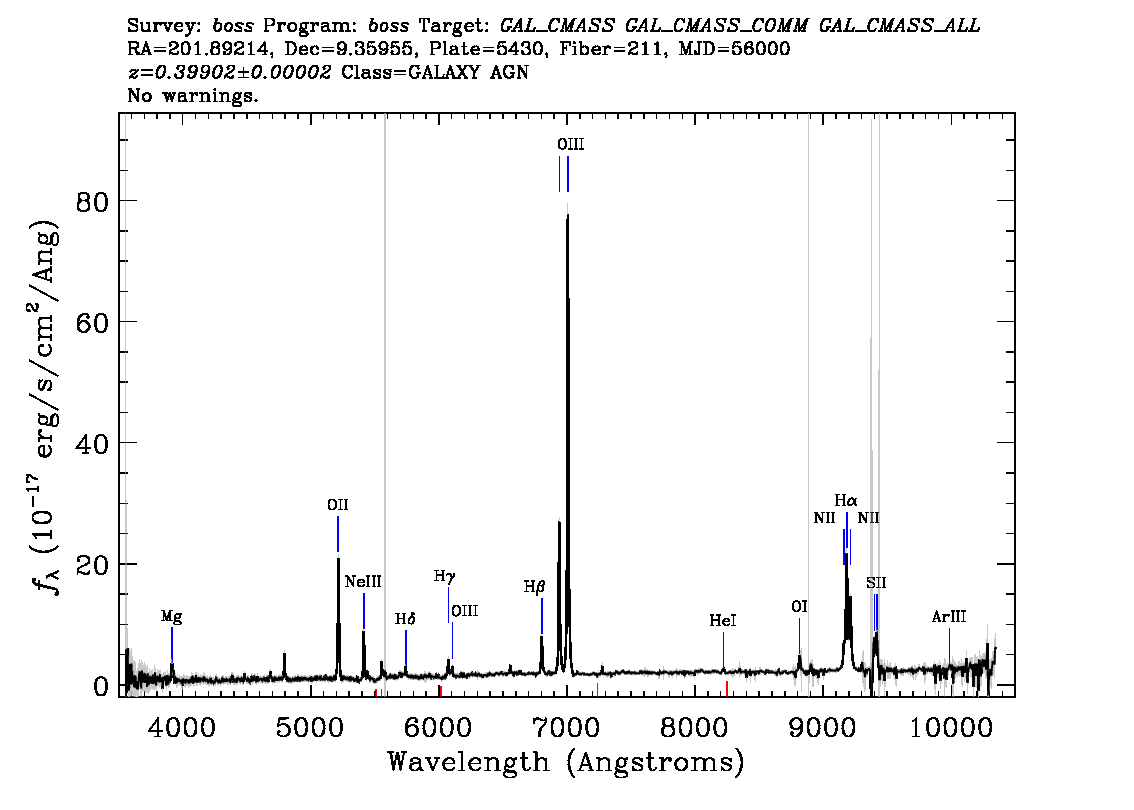 Survey: boss Program: boss Target: GAL_CMASS GAL_CMASS_COMM GAL_CMASS_ALL
RA=201.89214, Dec=9.35955, Plate=5430, Fiber=211, MJD=56000
z=0.39902±0.00002 Class=GALAXY AGN
No warnings.
OIII
80
60
40
20
0
fλ (10⁻¹⁷ erg/s/cm²/Ang)
Mg
OII
NeIII
Hδ
Hγ
OIII
Hβ
HeI
OI
NII
Hα
NII
SII
ArIII
4000 5000 6000 7000 8000 9000 10000
Wavelength (Angstroms)